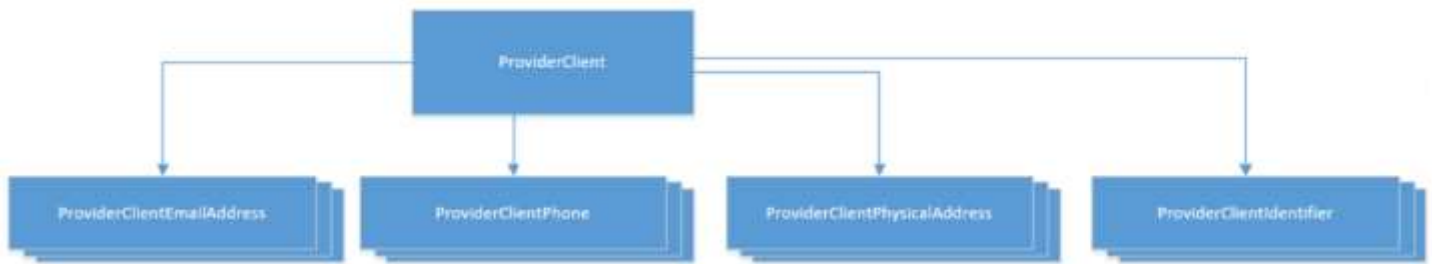 ProviderClient
ProviderClientEmailAddress
ProviderClientPhone
ProviderClientPhysicalAddress
ProviderClientIdentifier